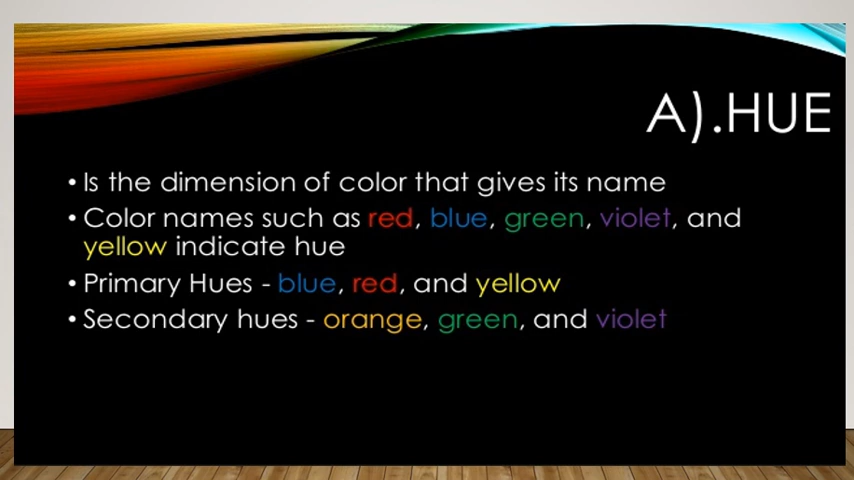 A).HUE
• Is the dimension of color that gives its name
• Color names such as red, blue, green, violet, and
yellow indicate hue
• Primary Hues - blue, red, and yellow
• Secondary hues - orange, green, and violet